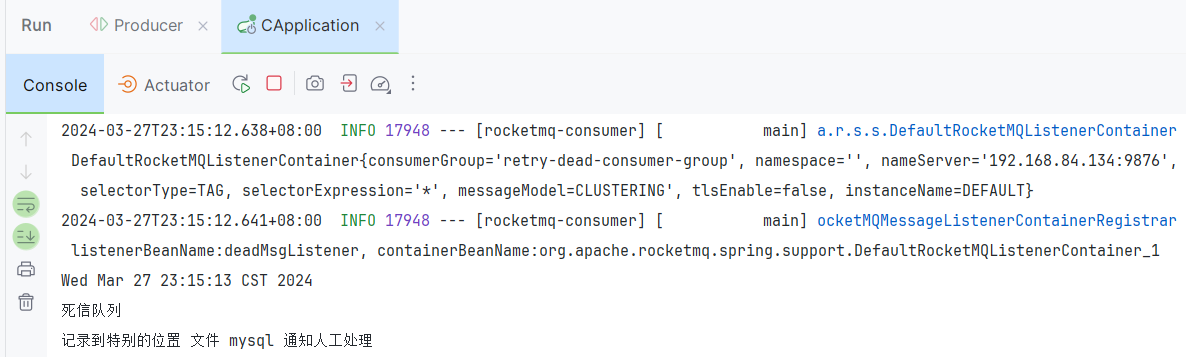 Run Producer × CApplication ×
Console Actuator
2024-03-27T23:15:12.638+08:00  INFO 17948 --- [rocketmq-consumer] [           main] a.r.s.s.DefaultRocketMQListenerContainer
DefaultRocketMQListenerContainer{consumerGroup='retry-dead-consumer-group', namespace='', nameServer='192.168.84.134:9876',
selectorType=TAG, selectorExpression='*', messageModel=CLUSTERING', tlsEnable=false, instanceName=DEFAULT}
2024-03-27T23:15:12.641+08:00  INFO 17948 --- [rocketmq-consumer] [           main] ocketMQMessageListenerContainerRegistrar
listenerBeanName:deadMsgListener, containerBeanName:org.apache.rocketmq.spring.support.DefaultRocketMQListenerContainer_1
Wed Mar 27 23:15:13 CST 2024
死信队列
记录到特别的位置 文件 mysql 通知人工处理